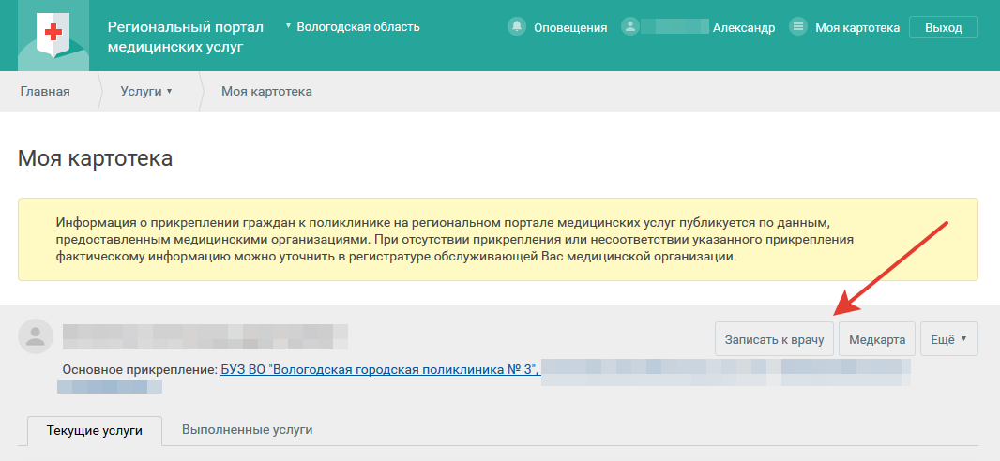 Региональный портал
медицинских услуг
Вологодская область
Оповещения
Александр
Моя картотека
Выход
Главная
Услуги
Моя картотека
Моя картотека
Информация о прикреплении граждан к поликлинике на региональном портале медицинских услуг публикуется по данным,
предоставленным медицинскими организациями. При отсутствии прикрепления или несоответствии указанного прикрепления
фактическому информацию можно уточнить в регистратуре обслуживающей Вас медицинской организации.
Записать к врачу
Медкарта
Ещё
Основное прикрепление: БУЗ ВО "Вологодская городская поликлиника № 3",
Текущие услуги
Выполненные услуги